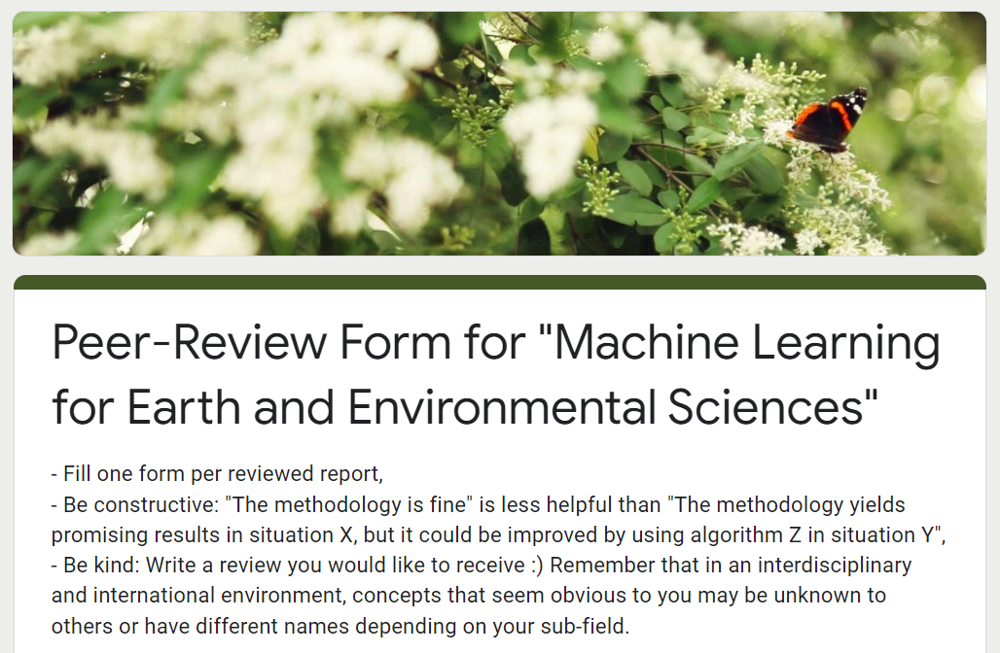 Peer-Review Form for "Machine Learning
for Earth and Environmental Sciences"
- Fill one form per reviewed report,
- Be constructive: "The methodology is fine" is less helpful than "The methodology yields
promising results in situation X, but it could be improved by using algorithm Z in situation Y",
- Be kind: Write a review you would like to receive :) Remember that in an interdisciplinary
and international environment, concepts that seem obvious to you may be unknown to
others or have different names depending on your sub-field.